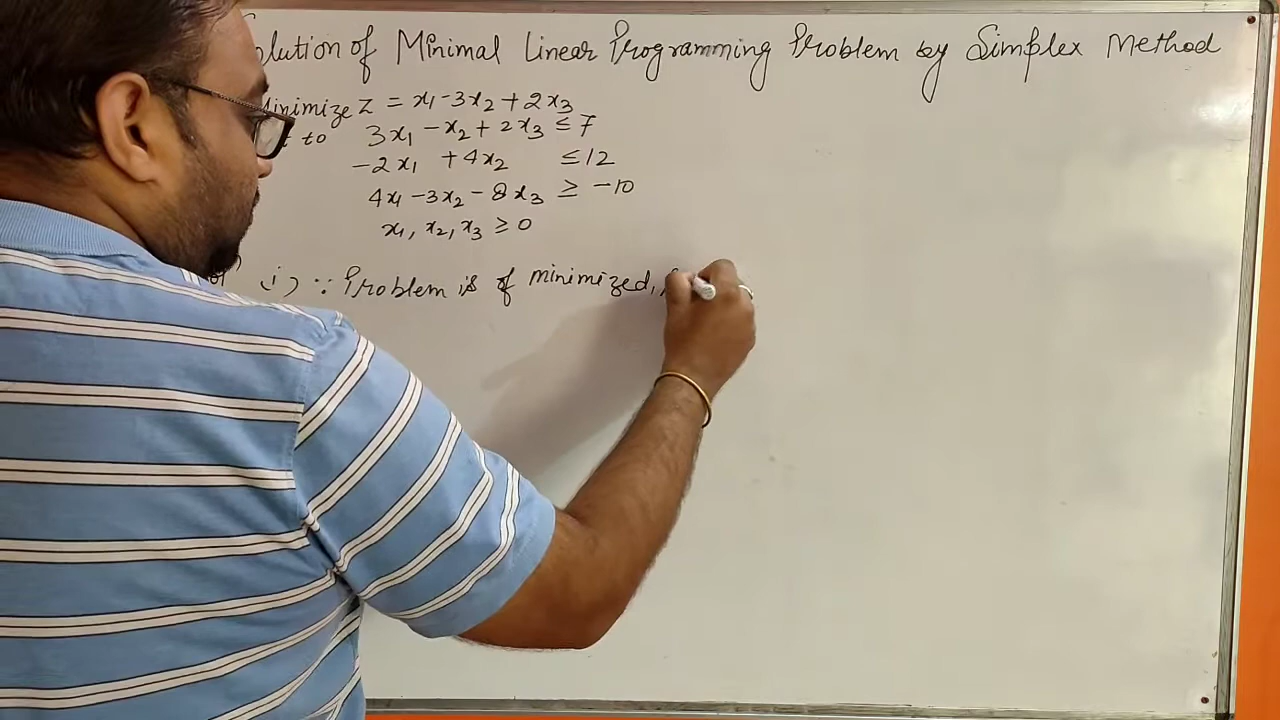 olution of Minimal Linear Programming Problem by Simplex Method
inimize Z = x₁ - 3x₂ + 2x₃
t to 3x₁ - x₂ + 2x₃ ≤ 7
-2x₁ + 4x₂ ≤ 12
4x₁ - 3x₂ - 8x₃ ≥ -10
x₁, x₂, x₃ ≥ 0
(i) ∵ Problem is of minimized,